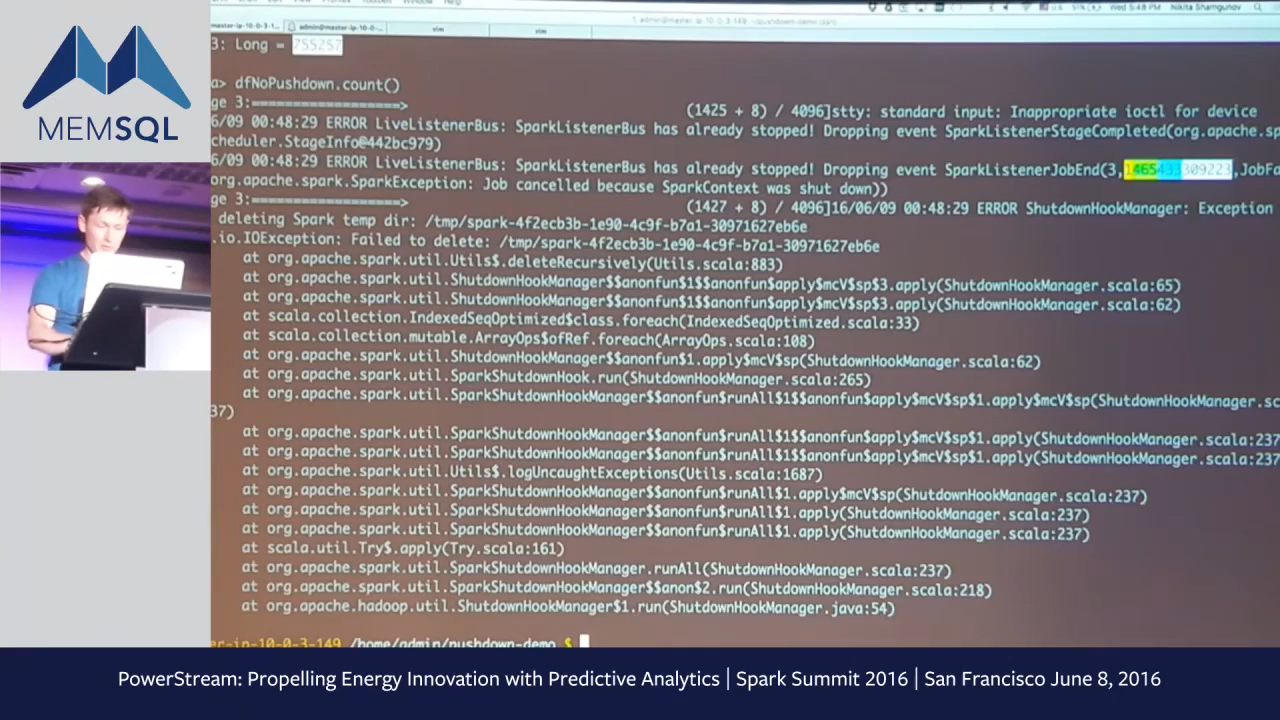 MEMSQL
Wed 5:48 PM Nikita Shamgunov
3: Long = 755257
a> dfNoPushdown.count()
ge 3:==================> (1425 + 8) / 4096]stty: standard input: Inappropriate ioctl for device
6/09 00:48:29 ERROR LiveListenerBus: SparkListenerBus has already stopped! Dropping event SparkListenerStageCompleted(org.apache.sp
cheduler.StageInfo@442bc979)
6/09 00:48:29 ERROR LiveListenerBus: SparkListenerBus has already stopped! Dropping event SparkListenerJobEnd(3,1465433309223,JobFa
org.apache.spark.SparkException: Job cancelled because SparkContext was shut down))
ge 3:==================> (1427 + 8) / 4096]16/06/09 00:48:29 ERROR ShutdownHookManager: Exception
deleting Spark temp dir: /tmp/spark-4f2ecb3b-1e90-4c9f-b7a1-30971627eb6e
.io.IOException: Failed to delete: /tmp/spark-4f2ecb3b-1e90-4c9f-b7a1-30971627eb6e
at org.apache.spark.util.Utils$.deleteRecursively(Utils.scala:883)
at org.apache.spark.util.ShutdownHookManager$$anonfun$1$$anonfun$apply$mcV$sp$3.apply(ShutdownHookManager.scala:65)
at org.apache.spark.util.ShutdownHookManager$$anonfun$1$$anonfun$apply$mcV$sp$3.apply(ShutdownHookManager.scala:62)
at scala.collection.IndexedSeqOptimized$class.foreach(IndexedSeqOptimized.scala:33)
at scala.collection.mutable.ArrayOps$ofRef.foreach(ArrayOps.scala:108)
at org.apache.spark.util.ShutdownHookManager$$anonfun$1.apply$mcV$sp(ShutdownHookManager.scala:62)
at org.apache.spark.util.SparkShutdownHook.run(ShutdownHookManager.scala:265)
at org.apache.spark.util.SparkShutdownHookManager$$anonfun$runAll$1$$anonfun$apply$mcV$sp$1.apply$mcV$sp(ShutdownHookManager.sc
37)
at org.apache.spark.util.SparkShutdownHookManager$$anonfun$runAll$1$$anonfun$apply$mcV$sp$1.apply(ShutdownHookManager.scala:237
at org.apache.spark.util.SparkShutdownHookManager$$anonfun$runAll$1$$anonfun$apply$mcV$sp$1.apply(ShutdownHookManager.scala:237
at org.apache.spark.util.Utils$.logUncaughtExceptions(Utils.scala:1687)
at org.apache.spark.util.SparkShutdownHookManager$$anonfun$runAll$1.apply$mcV$sp(ShutdownHookManager.scala:237)
at org.apache.spark.util.SparkShutdownHookManager$$anonfun$runAll$1.apply(ShutdownHookManager.scala:237)
at org.apache.spark.util.SparkShutdownHookManager$$anonfun$runAll$1.apply(ShutdownHookManager.scala:237)
at scala.util.Try$.apply(Try.scala:161)
at org.apache.spark.util.SparkShutdownHookManager.runAll(ShutdownHookManager.scala:237)
at org.apache.spark.util.SparkShutdownHookManager$$anon$2.run(ShutdownHookManager.scala:218)
at org.apache.hadoop.util.ShutdownHookManager$1.run(ShutdownHookManager.java:54)
er-ip-10-0-3-149 /home/admin/pushdown-demo $
PowerStream: Propelling Energy Innovation with Predictive Analytics | Spark Summit 2016 | San Francisco June 8, 2016